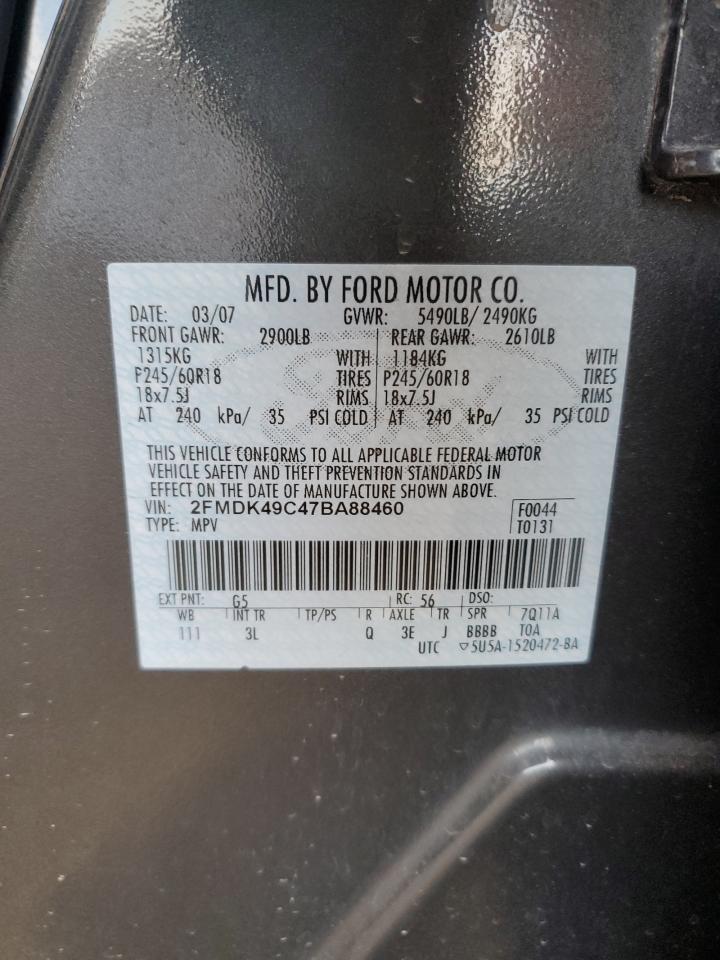 MFD. BY FORD MOTOR CO.
DATE: 03/07 GVWR: 5490LB/ 2490KG
FRONT GAWR: 2900LB REAR GAWR: 2610LB
1315KG WITH 1184KG WITH
P245/60R18 TIRES P245/60R18 TIRES
18x7.5J RIMS 18x7.5J RIMS
AT 240 kPa/ 35 PSI COLD AT 240 kPa/ 35 PSI COLD
THIS VEHICLE CONFORMS TO ALL APPLICABLE FEDERAL MOTOR
VEHICLE SAFETY AND THEFT PREVENTION STANDARDS IN
EFFECT ON THE DATE OF MANUFACTURE SHOWN ABOVE.
VIN: 2FMDK49C47BA88460 F0044
TYPE: MPV T0131
EXT PNT: G5 RC: 56 DSO:
WB INT TR TP/PS R AXLE TR SPR 7Q11A
111 3L Q 3E J BBBB TOA
UTC ▽5U5A-1520472-BA